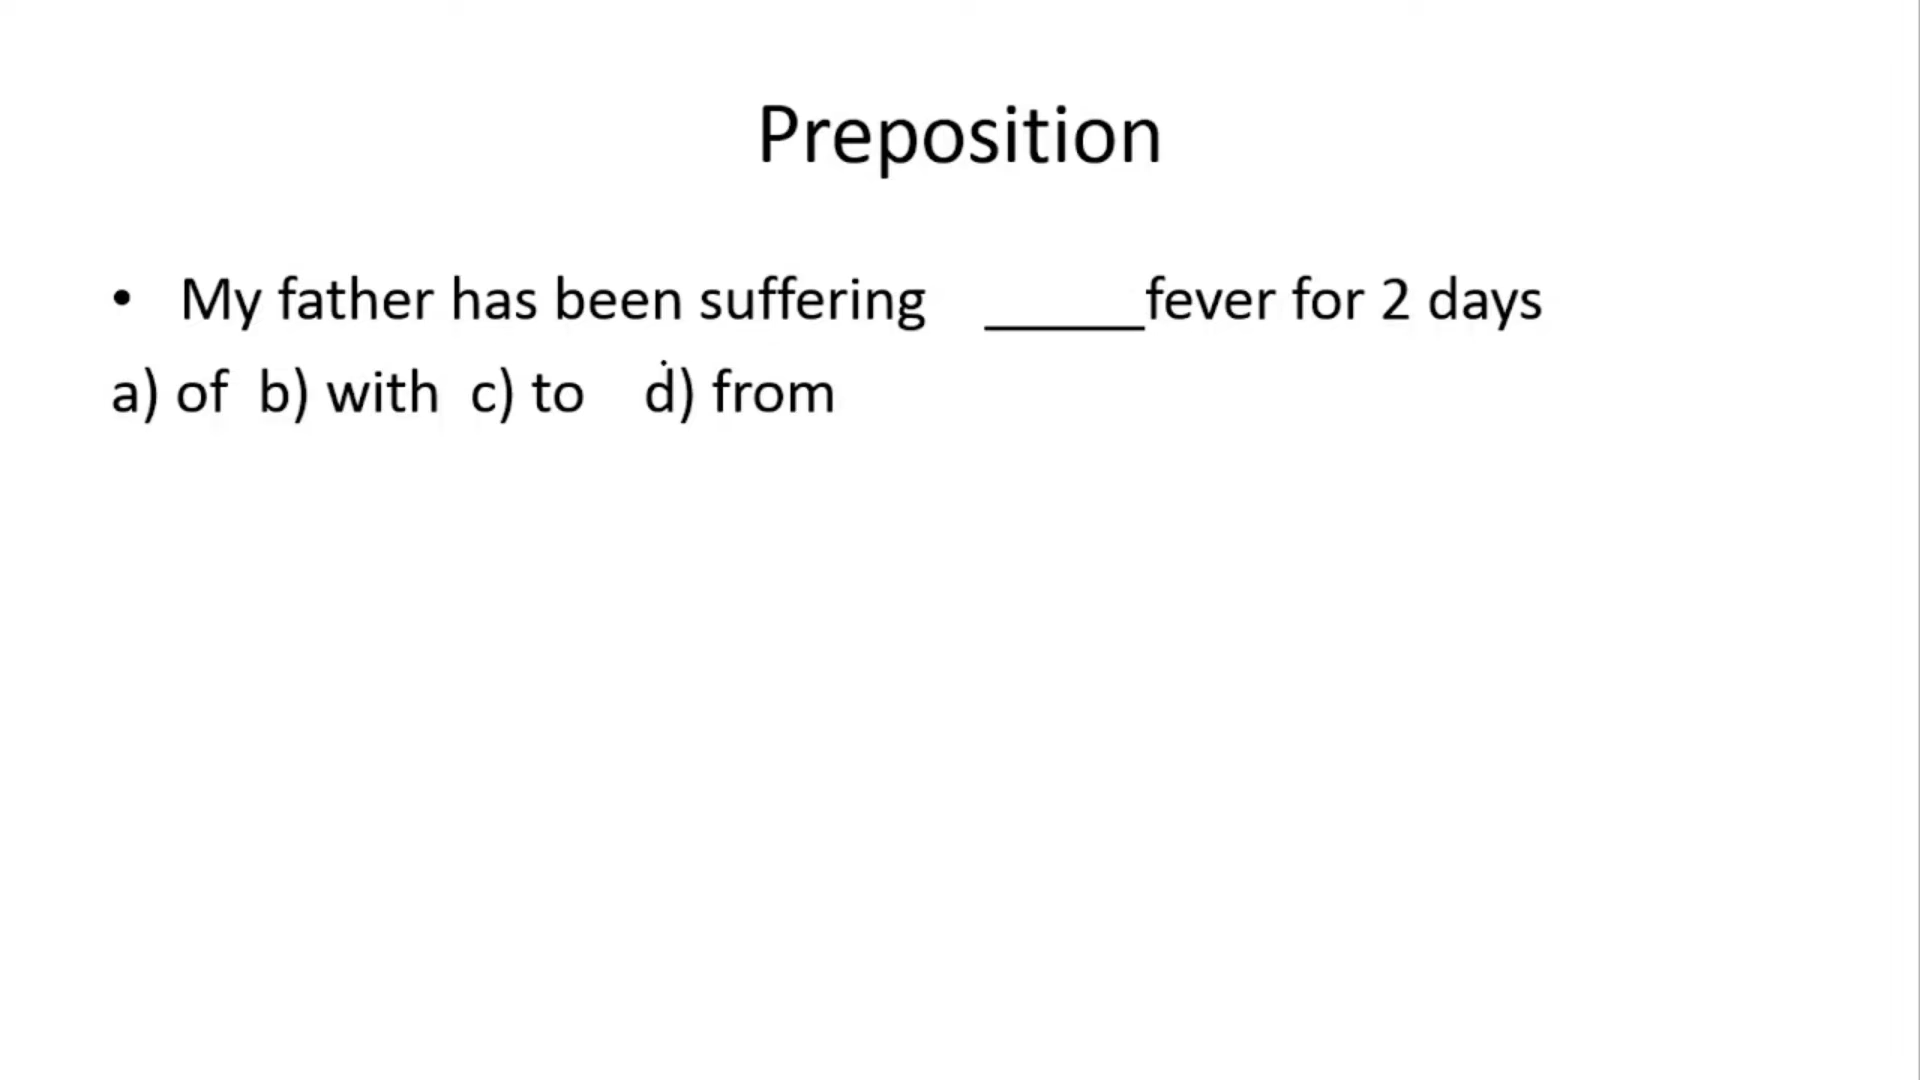 Preposition
• My father has been suffering ______fever for 2 days
a) of b) with c) to d) from